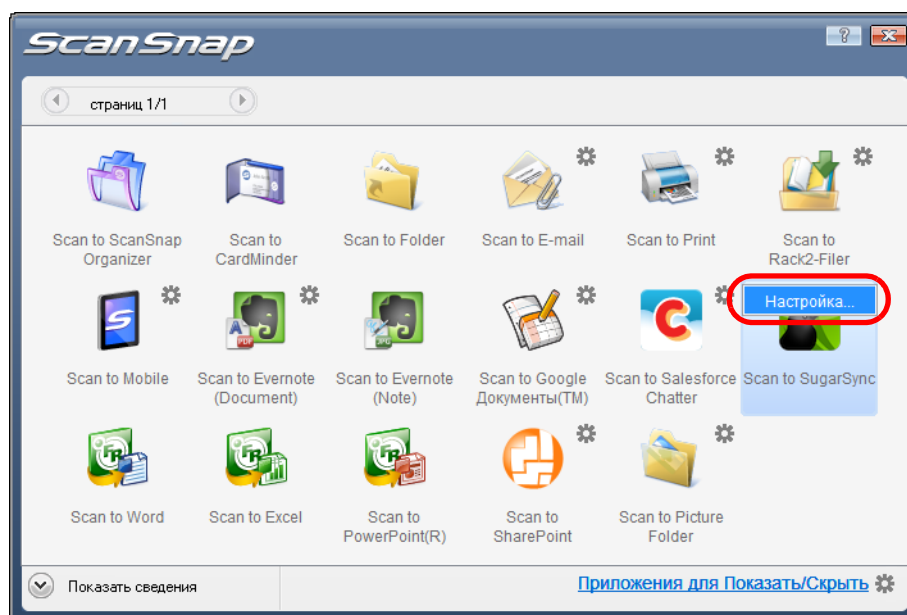 ScanSnap
страниц 1/1
Scan to ScanSnap
Organizer
Scan to
CardMinder
Scan to Folder
Scan to E-mail
Scan to Print
Scan to
Rack2-Filer
Настройка...
Scan to Mobile
Scan to Evernote
(Document)
Scan to Evernote
(Note)
Scan to Google
Документы(TM)
Scan to Salesforce
Chatter
Scan to SugarSync
Scan to Word
Scan to Excel
Scan to
PowerPoint(R)
Scan to
SharePoint
Scan to Picture
Folder
Показать сведения
Приложения для Показать/Скрыть